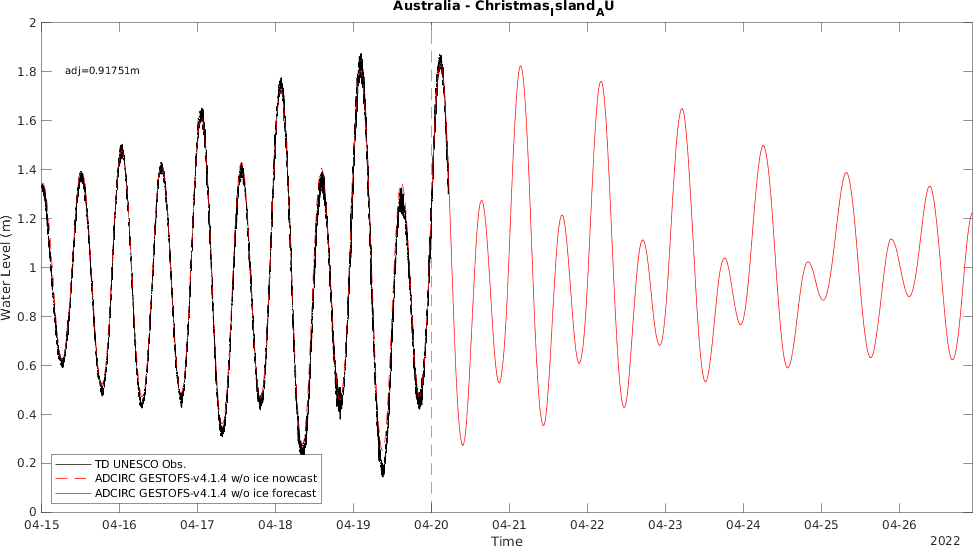 Australia - Christmas_Island_AU
adj=0.91751m
2
1.8
1.6
1.4
1.2
1
0.8
0.6
0.4
0.2
0
Water Level (m)
TD UNESCO Obs.
ADCIRC GESTOFS-v4.1.4 w/o ice nowcast
ADCIRC GESTOFS-v4.1.4 w/o ice forecast
04-15 04-16 04-17 04-18 04-19 04-20 04-21 04-22 04-23 04-24 04-25 04-26
Time
2022